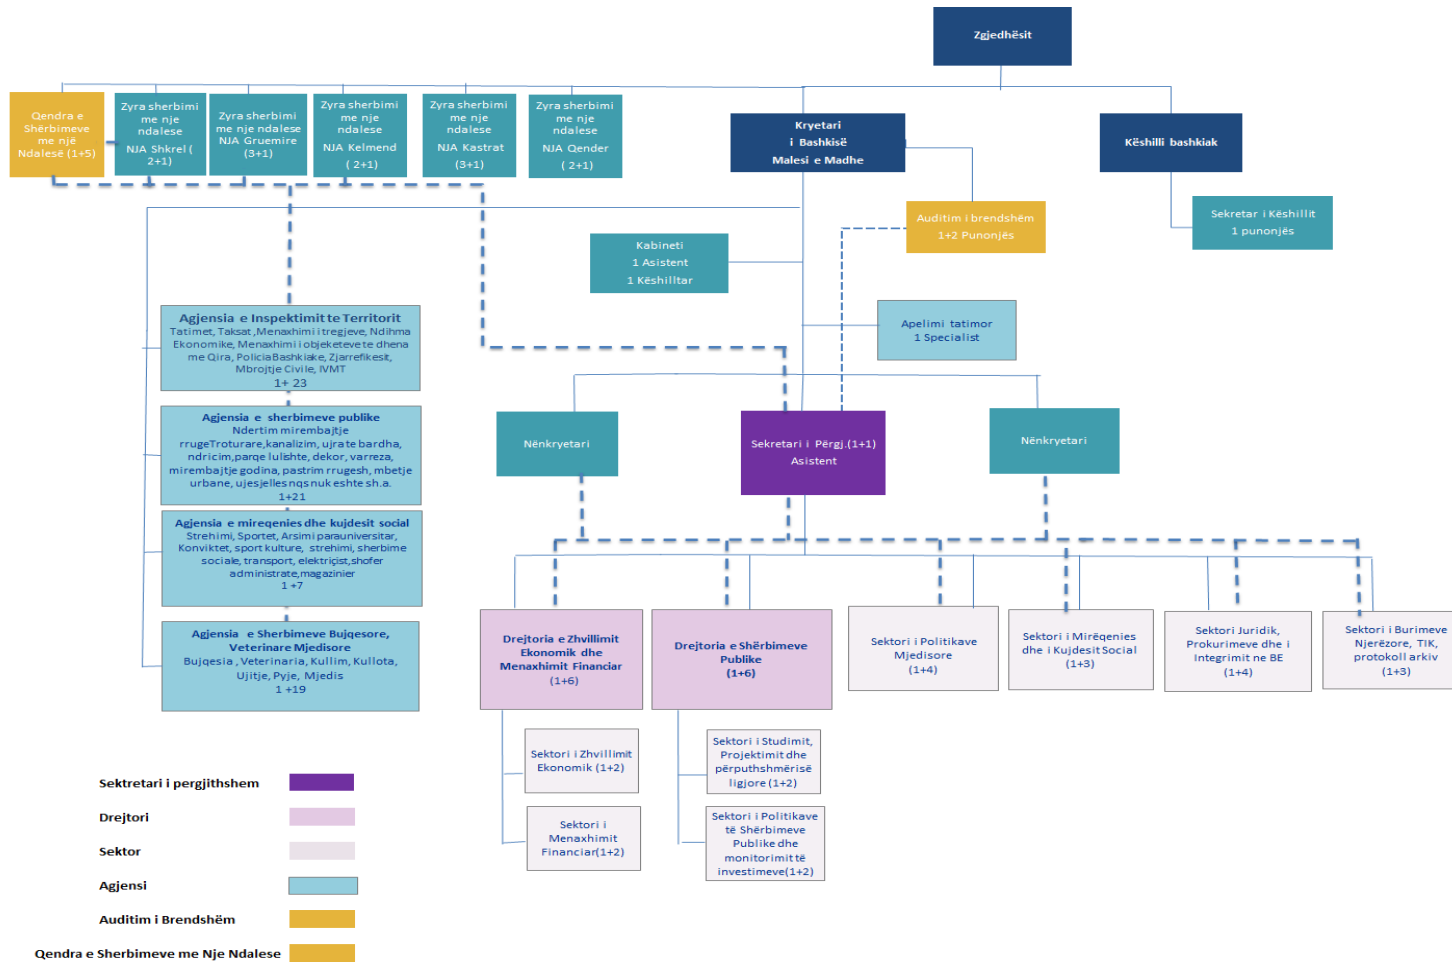 Zgjedhësit
Qendra e
Shërbimeve
me një
Ndalesë (1+5)
Zyra sherbimi
me nje
ndalese
NJA Shkrel (
2+1)
Zyra sherbimi
me nje ndalese
NJA Gruemire
(3+1)
Zyra sherbimi
me nje
ndalese
NJA Kelmend
( 2+1)
Zyra sherbimi
me nje
ndalese
NJA Kastrat
(3+1)
Zyra sherbimi
me nje
ndalese
NJA Qender
( 2+1)
Kryetari
i Bashkisë
Malesi e Madhe
Këshilli bashkiak
Auditim i brendshëm
1+2 Punonjës
Sekretar i Këshillit
1 punonjës
Kabineti
1 Asistent
1 Këshilltar
Apelimi tatimor
1 Specialist
Agjensia e Inspektimit te Territorit
Tatimet, Taksat ,Menaxhimi i tregjeve, Ndihma
Ekonomike, Menaxhimi i objeketeve te dhena
me Qira, Policia Bashkiake, Zjarrefikesit,
Mbrojtje Civile, IVMT
1+ 23
Agjensia e sherbimeve publike
Ndertim mirembajtje
rrugeTroturare,kanalizim, ujra te bardha,
ndricim,parqe lulishte, dekor, varreza,
mirembajtje godina, pastrim rrugesh, mbetje
urbane, ujesjelles nqs nuk eshte sh.a.
1+21
Agjensia e mireqenies dhe kujdesit social
Strehimi, Sportet, Arsimi parauniversitar,
Konviktet, sport kulture, strehimi, sherbime
sociale, transport, elektriçist,shofer
administrate,magazinier
1 +7
Agjensia e Sherbimeve Bujqesore,
Veterinare Mjedisore
Bujqesia , Veterinaria, Kullim, Kullota,
Ujitje, Pyje, Mjedis
1 +19
Nënkryetari
Sekretari i Përgj.(1+1)
Asistent
Nënkryetari
Drejtoria e Zhvillimit
Ekonomik dhe
Menaxhimit Financiar
(1+6)
Drejtoria e Shërbimeve
Publike
(1+6)
Sektori i Politikave
Mjedisore
(1+4)
Sektori i Mirëqenies
dhe i Kujdesit Social
(1+3)
Sektori Juridik,
Prokurimeve dhe i
Integrimit ne BE
(1+4)
Sektori i Burimeve
Njerëzore, TIK,
protokoll arkiv
(1+3)
Sektori i Zhvillimit
Ekonomik (1+2)
Sektori i
Menaxhimit
Financiar(1+2)
Sektori i Studimit,
Projektimit dhe
përputhshmërisë
ligjore (1+2)
Sektori i Politikave
të Shërbimeve
Publike dhe
monitorimit të
investimeve(1+2)
Sektretari i pergjithshem
Drejtori
Sektor
Agjensi
Auditim i Brendshëm
Qendra e Sherbimeve me Nje Ndalese